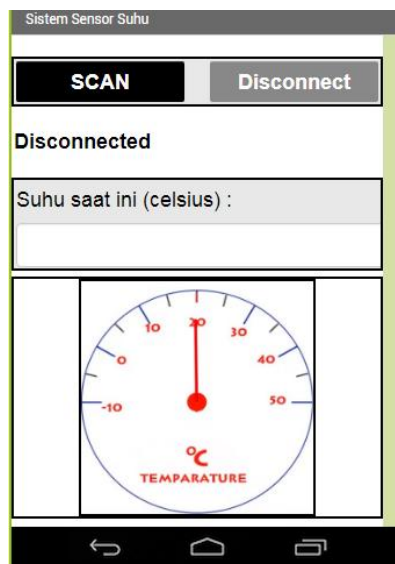 Sistem Sensor Suhu
SCAN Disconnect
Disconnected
Suhu saat ini (celsius) :
-10 0 10 20 30 40 50
°C
TEMPARATURE